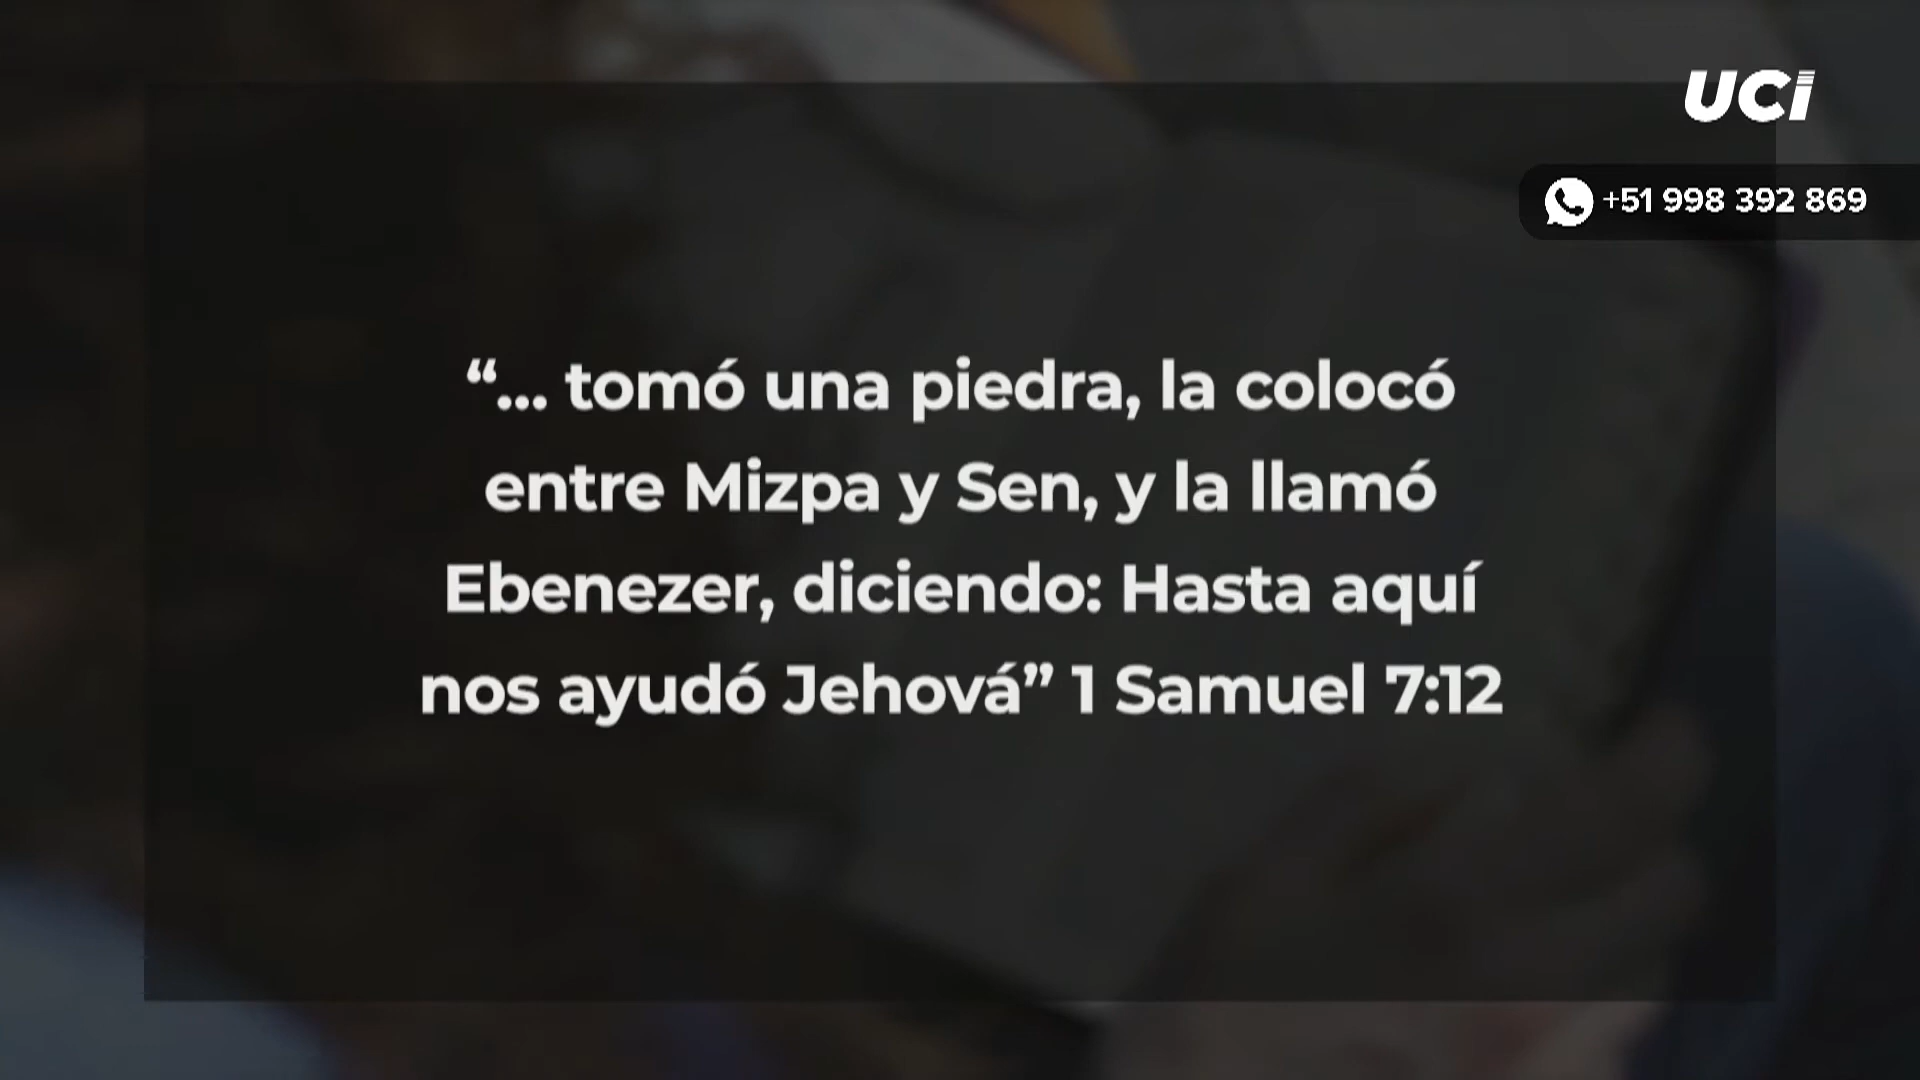 UCI
+51 998 392 869
“... tomó una piedra, la colocó
entre Mizpa y Sen, y la llamó
Ebenezer, diciendo: Hasta aquí
nos ayudó Jehová” 1 Samuel 7:12